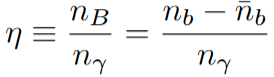 η ≡ n_B / n_γ = (n_b − n̄_b) / n_γ